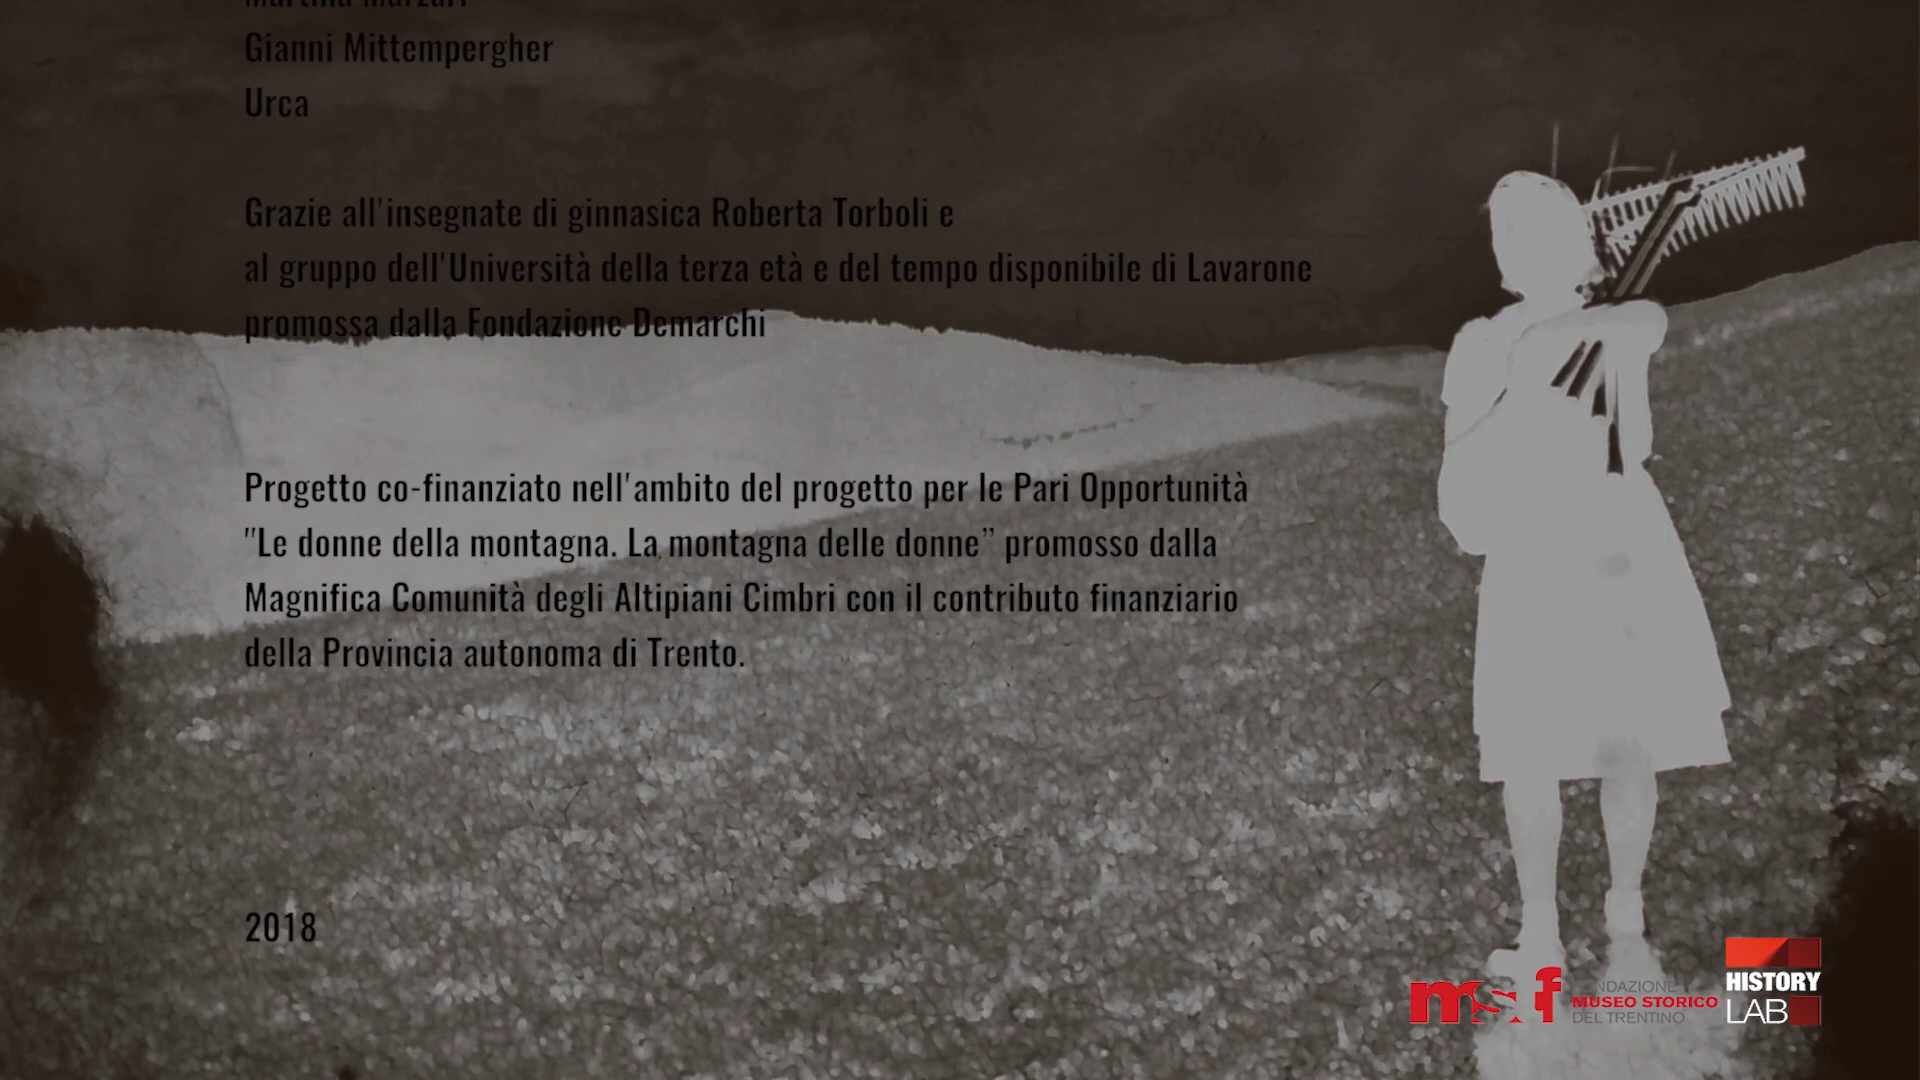 Martina Marzari
Gianni Mittempergher
Urca
Grazie all'insegnate di ginnasica Roberta Torboli e
al gruppo dell'Università della terza età e del tempo disponibile di Lavarone
promossa dalla Fondazione Demarchi
Progetto co-finanziato nell'ambito del progetto per le Pari Opportunità
"Le donne della montagna. La montagna delle donne” promosso dalla
Magnifica Comunità degli Altipiani Cimbri con il contributo finanziario
della Provincia autonoma di Trento.
2018
mstf
FONDAZIONE
MUSEO STORICO
DEL TRENTINO
HISTORY
LAB